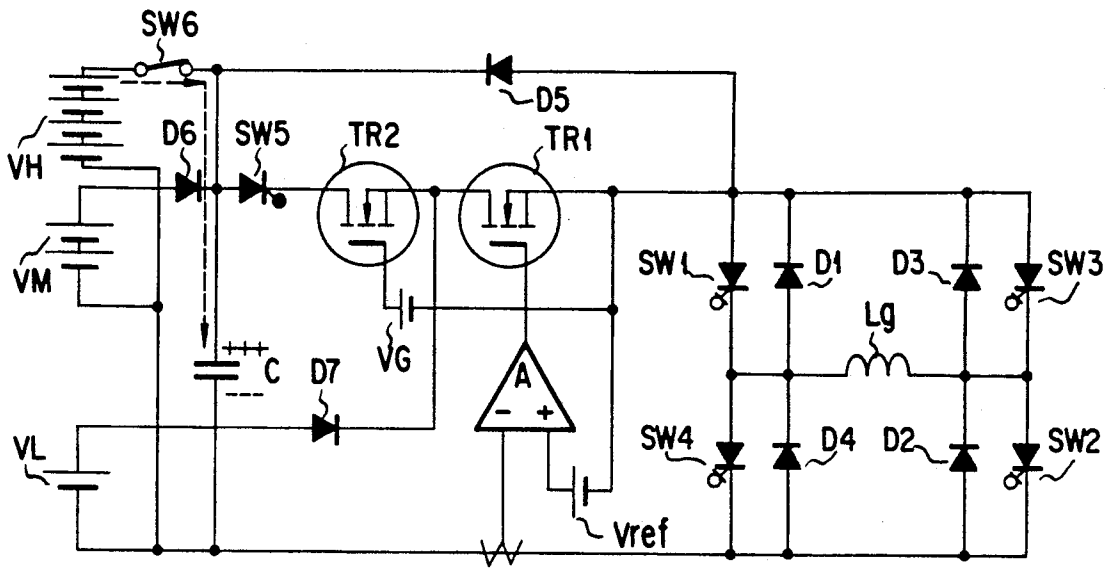 SW6
D5
VH
D6
SW5
TR2
TR1
VM
SW1
D1
D3
SW3
Lg
VG
+++
C
----
D7
A
- +
VL
SW4
D4
D2
SW2
Vref